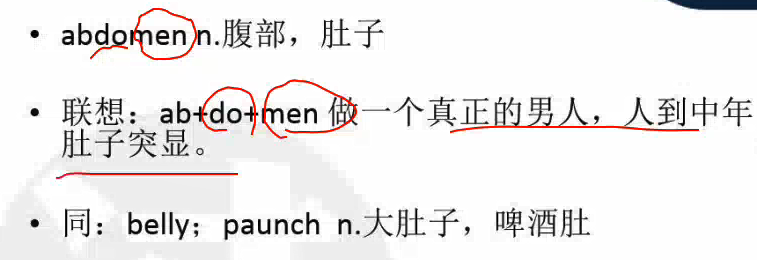 • abdomen n.腹部，肚子
• 联想：ab+do+men 做一个真正的男人，人到中年
肚子突显。
• 同：belly；paunch n.大肚子，啤酒肚